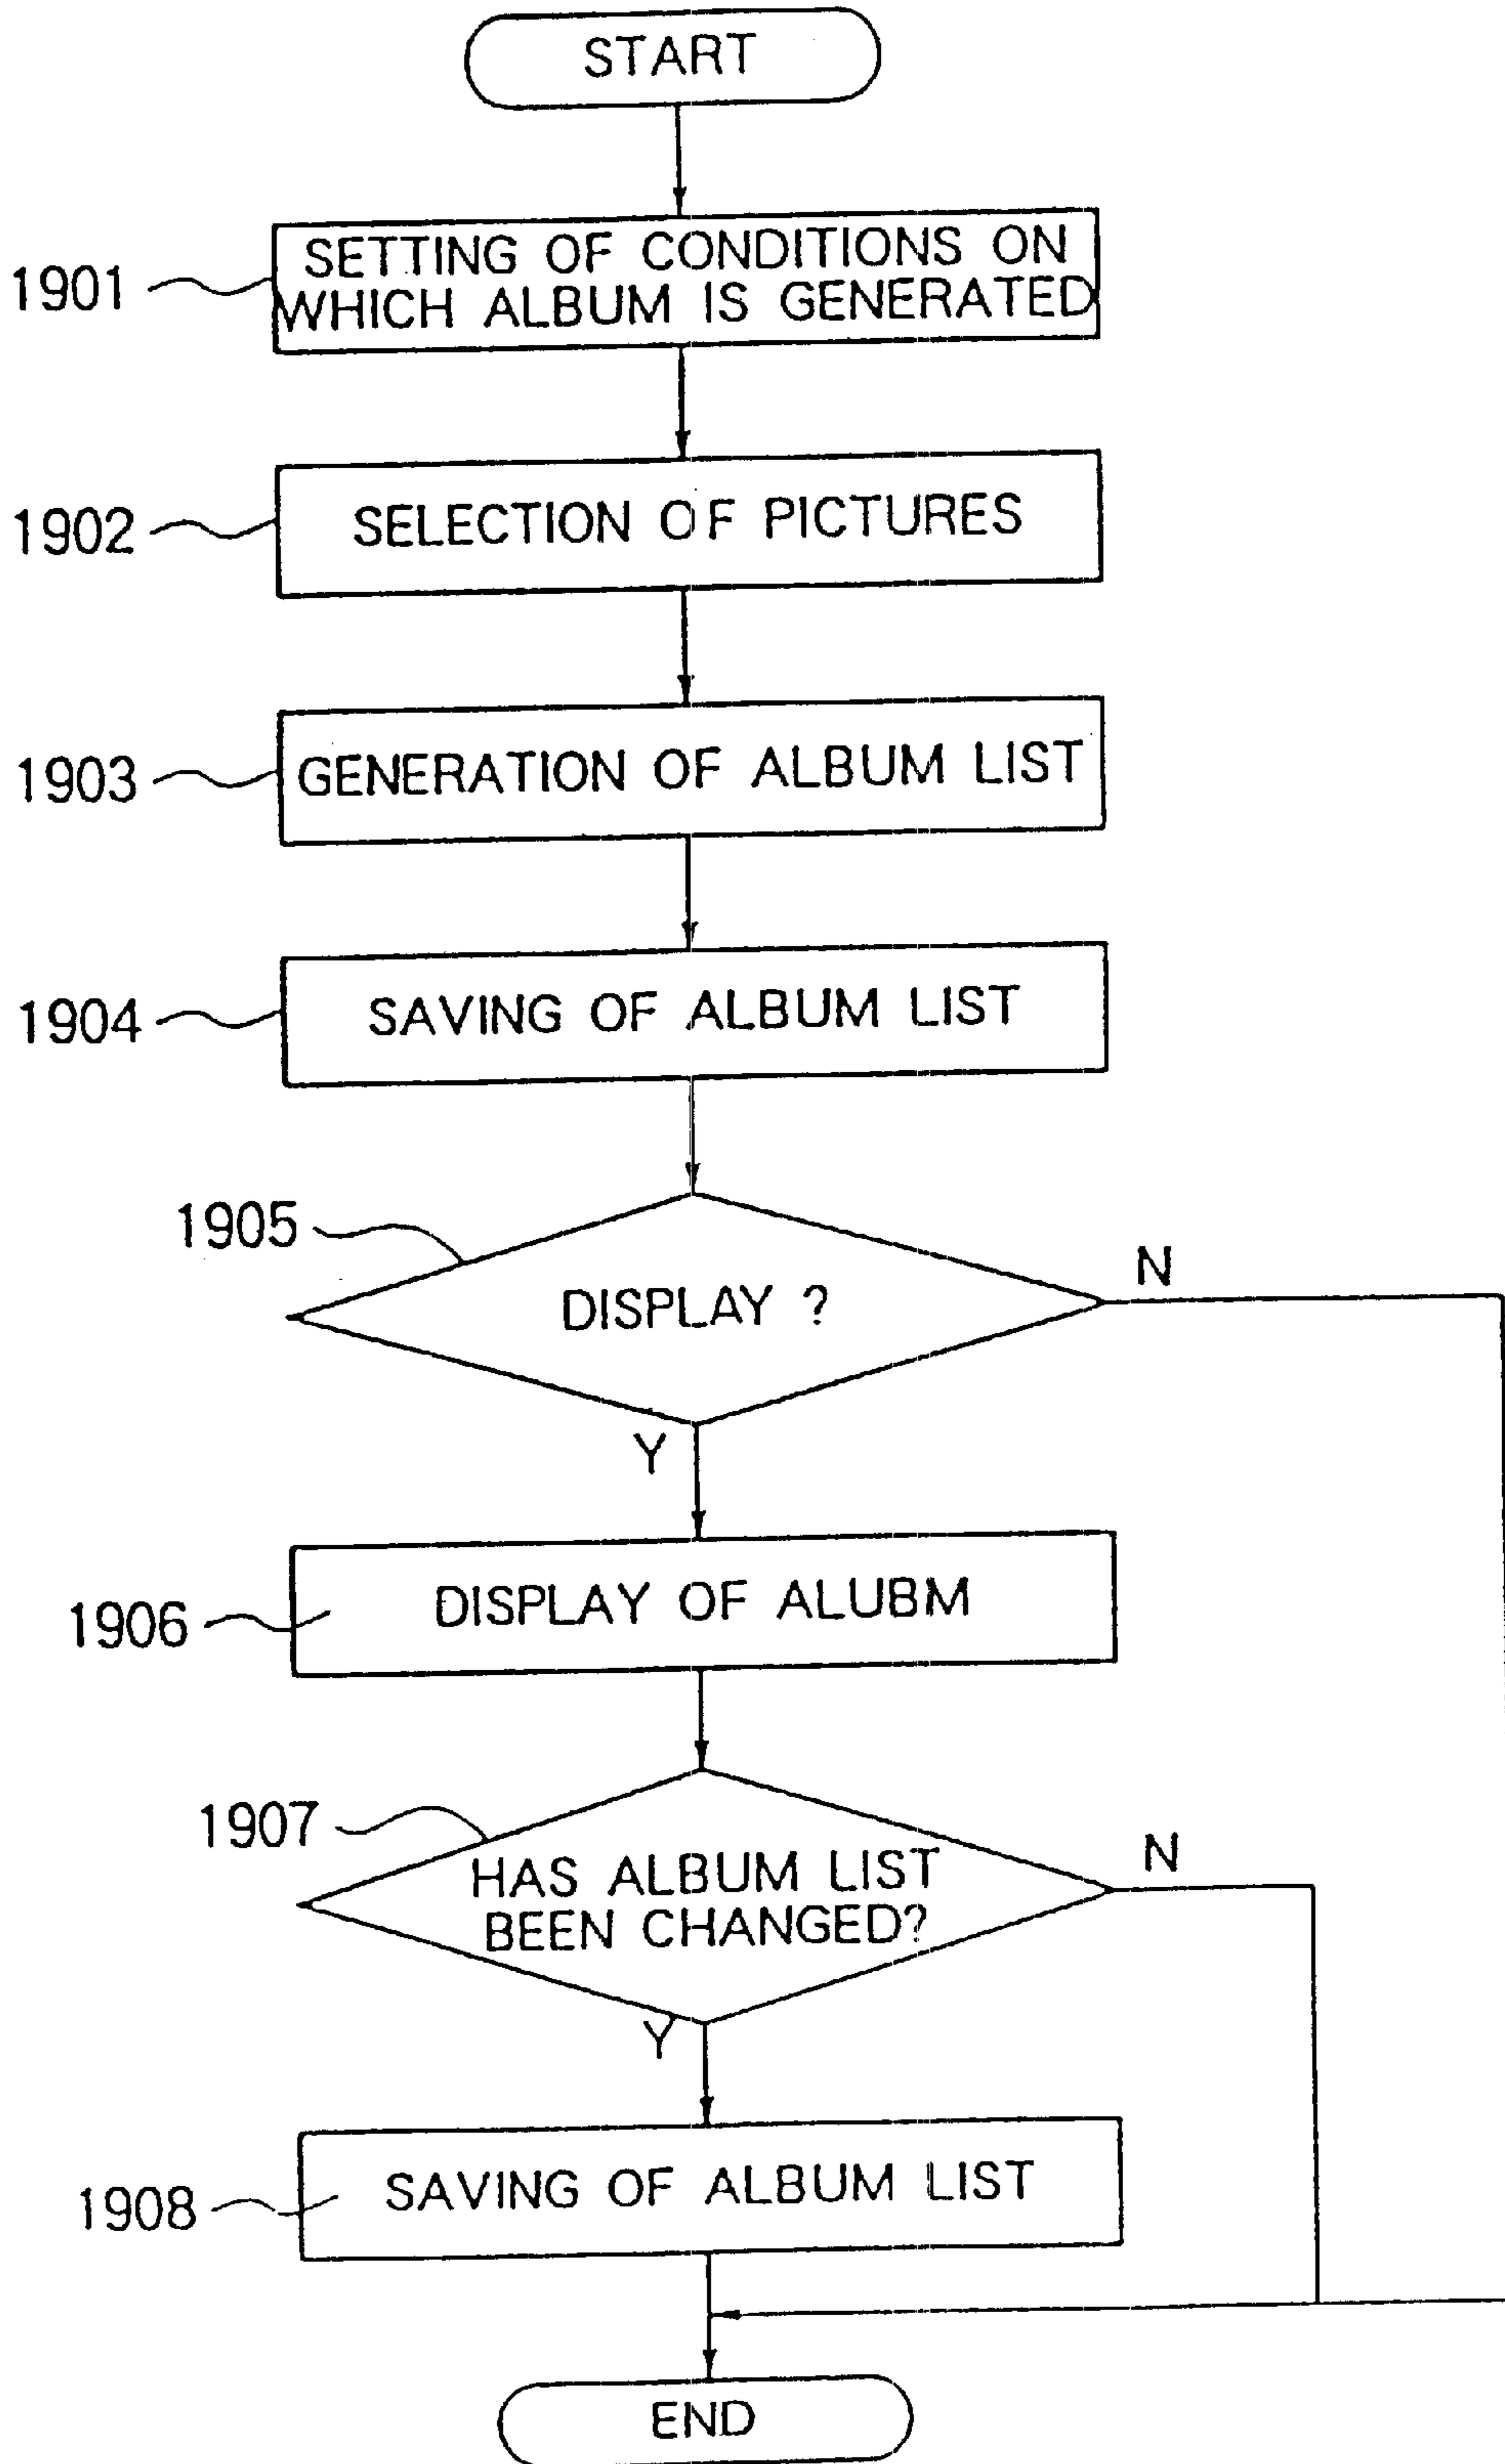 START
1901
SETTING OF CONDITIONS ON
WHICH ALBUM IS GENERATED
1902
SELECTION OF PICTURES
1903
GENERATION OF ALBUM LIST
1904
SAVING OF ALBUM LIST
1905
DISPLAY ?
N
Y
1906
DISPLAY OF ALUBM
1907
HAS ALBUM LIST
BEEN CHANGED?
N
Y
1908
SAVING OF ALBUM LIST
END